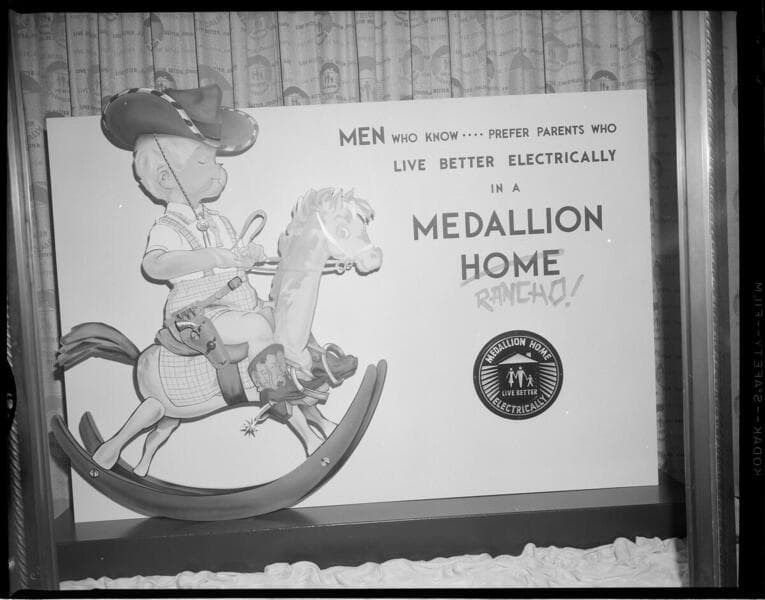 MEN WHO KNOW.... PREFER PARENTS WHO
LIVE BETTER ELECTRICALLY
IN A
MEDALLION
HOME
RANCHO!
MEDALLION HOME
LIVE BETTER
ELECTRICALLY
KODAK - SAFETY - FILM